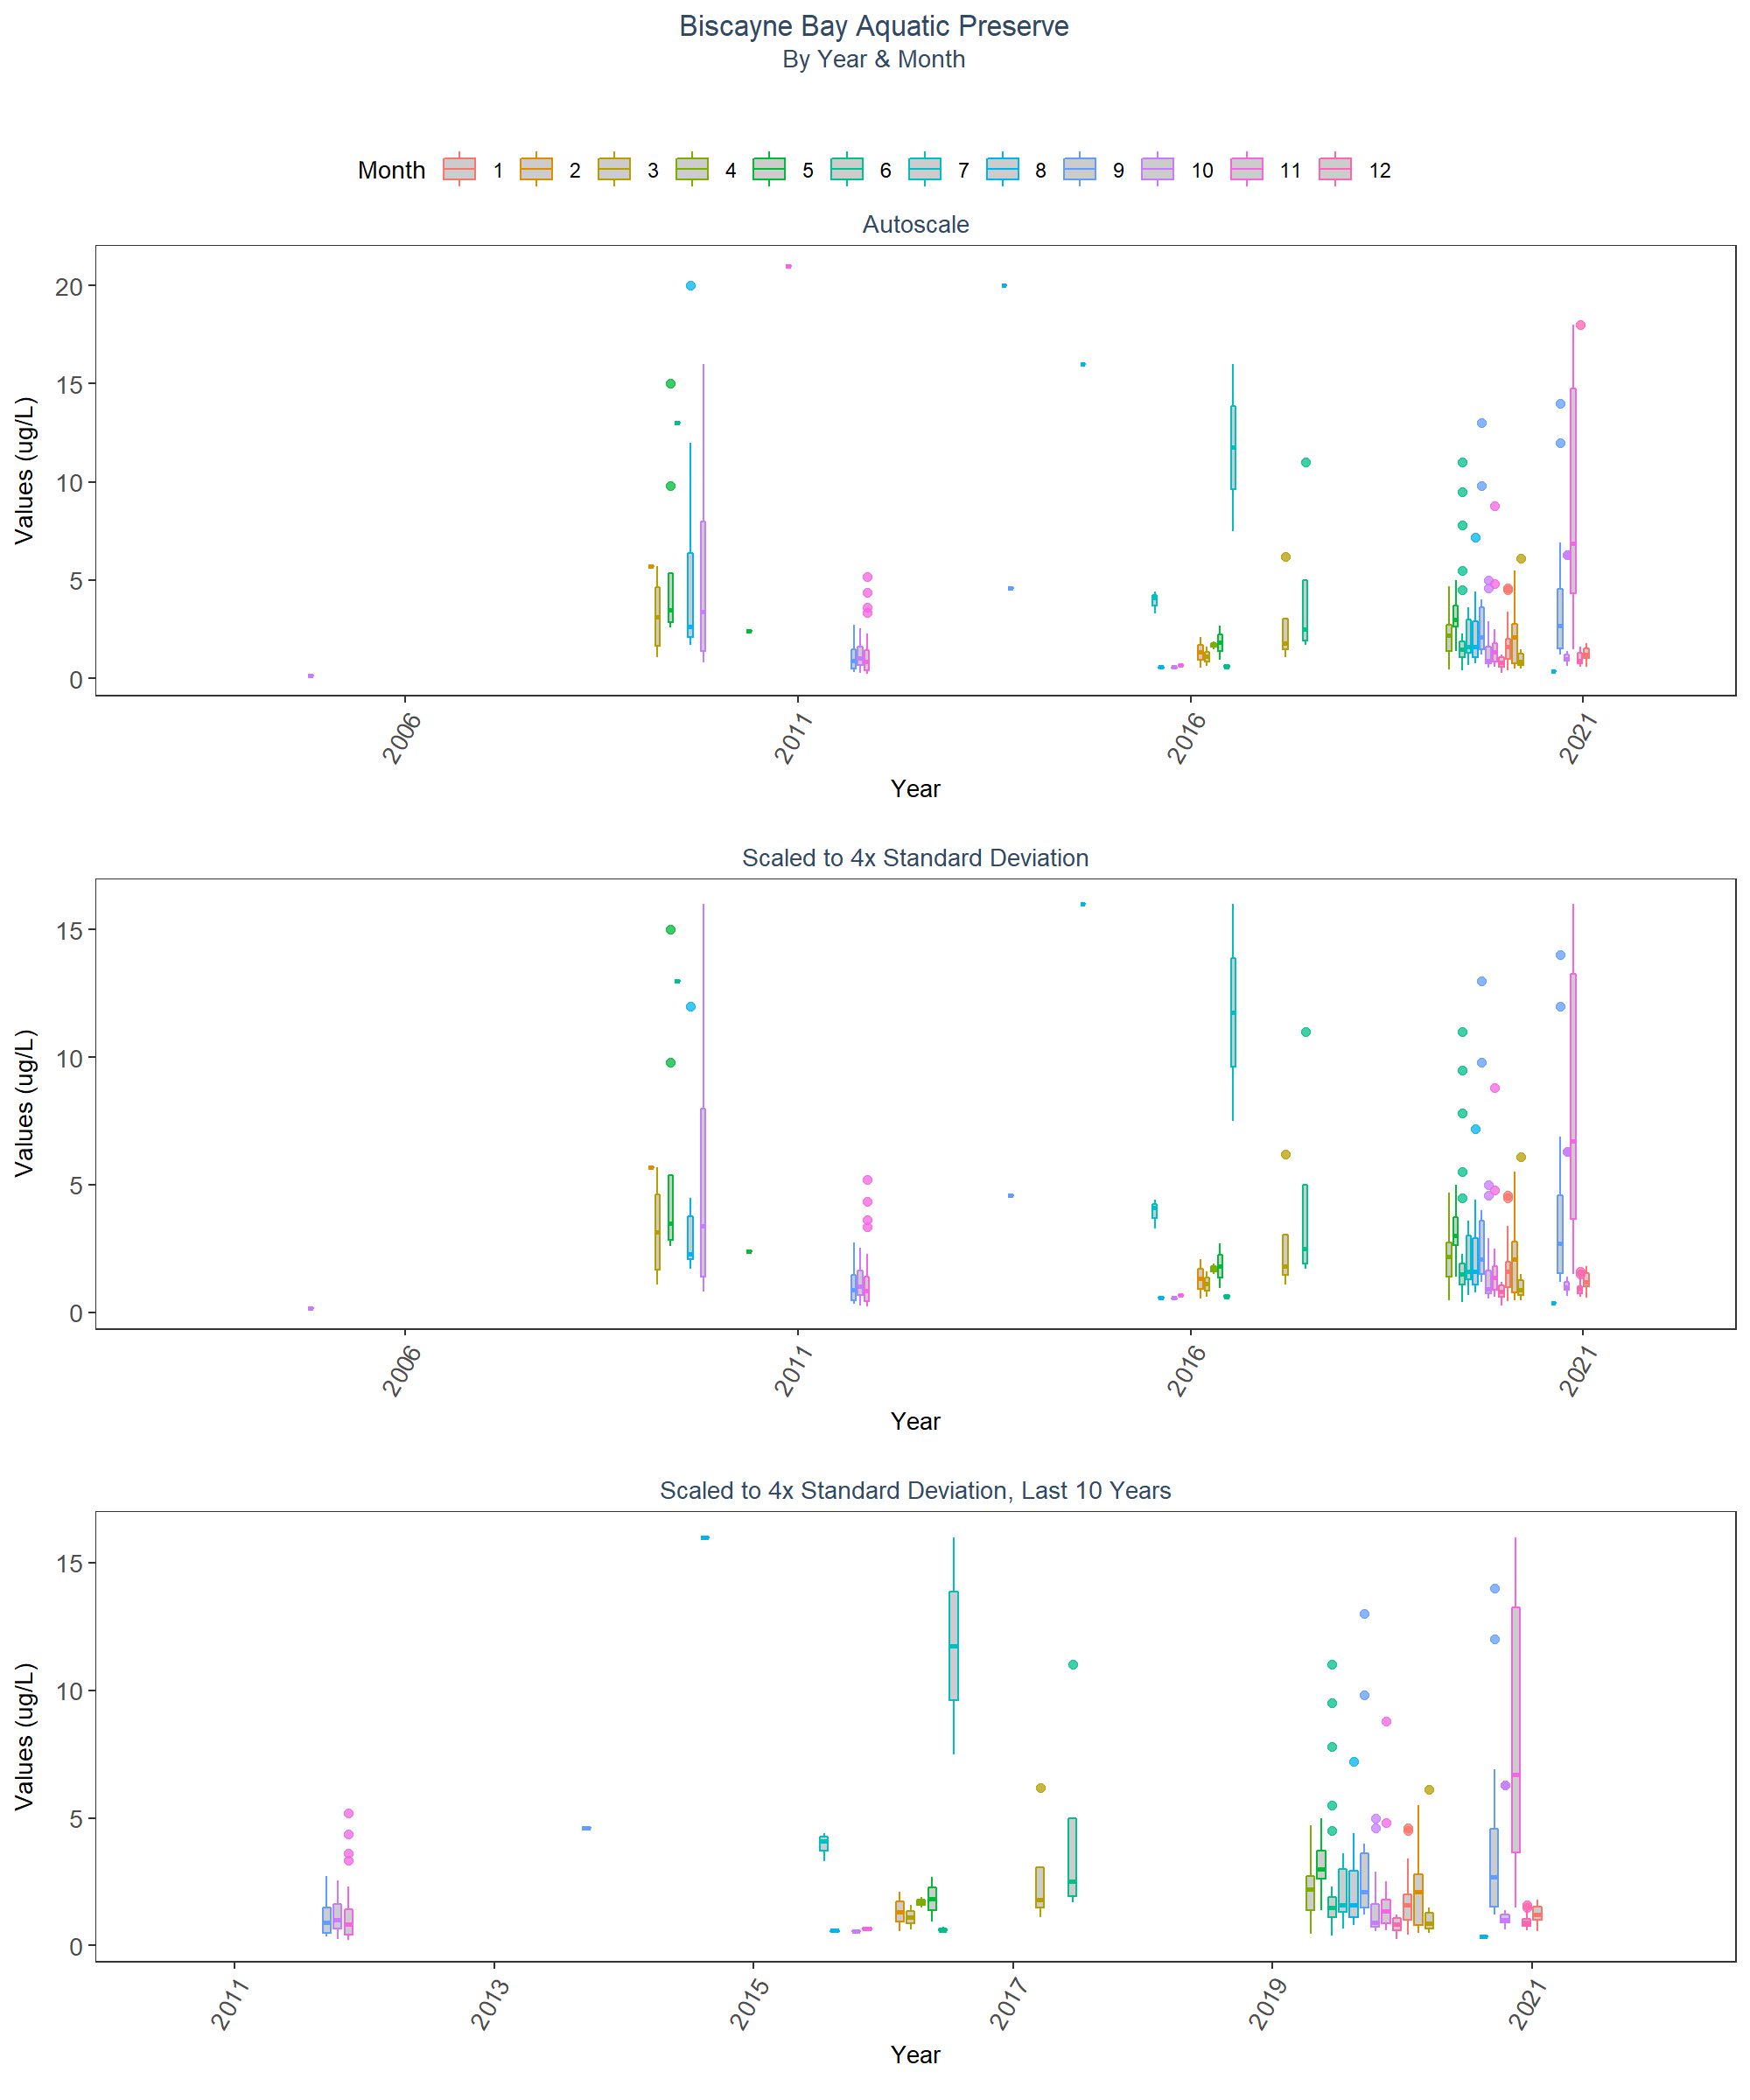 Biscayne Bay Aquatic Preserve
By Year & Month
Month 1 2 3 4 5 6 7 8 9 10 11 12
Autoscale
Values (ug/L)
20
15
10
5
0
2006 2011 2016 2021
Year
Scaled to 4x Standard Deviation
Values (ug/L)
15
10
5
0
2006 2011 2016 2021
Year
Scaled to 4x Standard Deviation, Last 10 Years
Values (ug/L)
15
10
5
0
2011 2013 2015 2017 2019 2021
Year